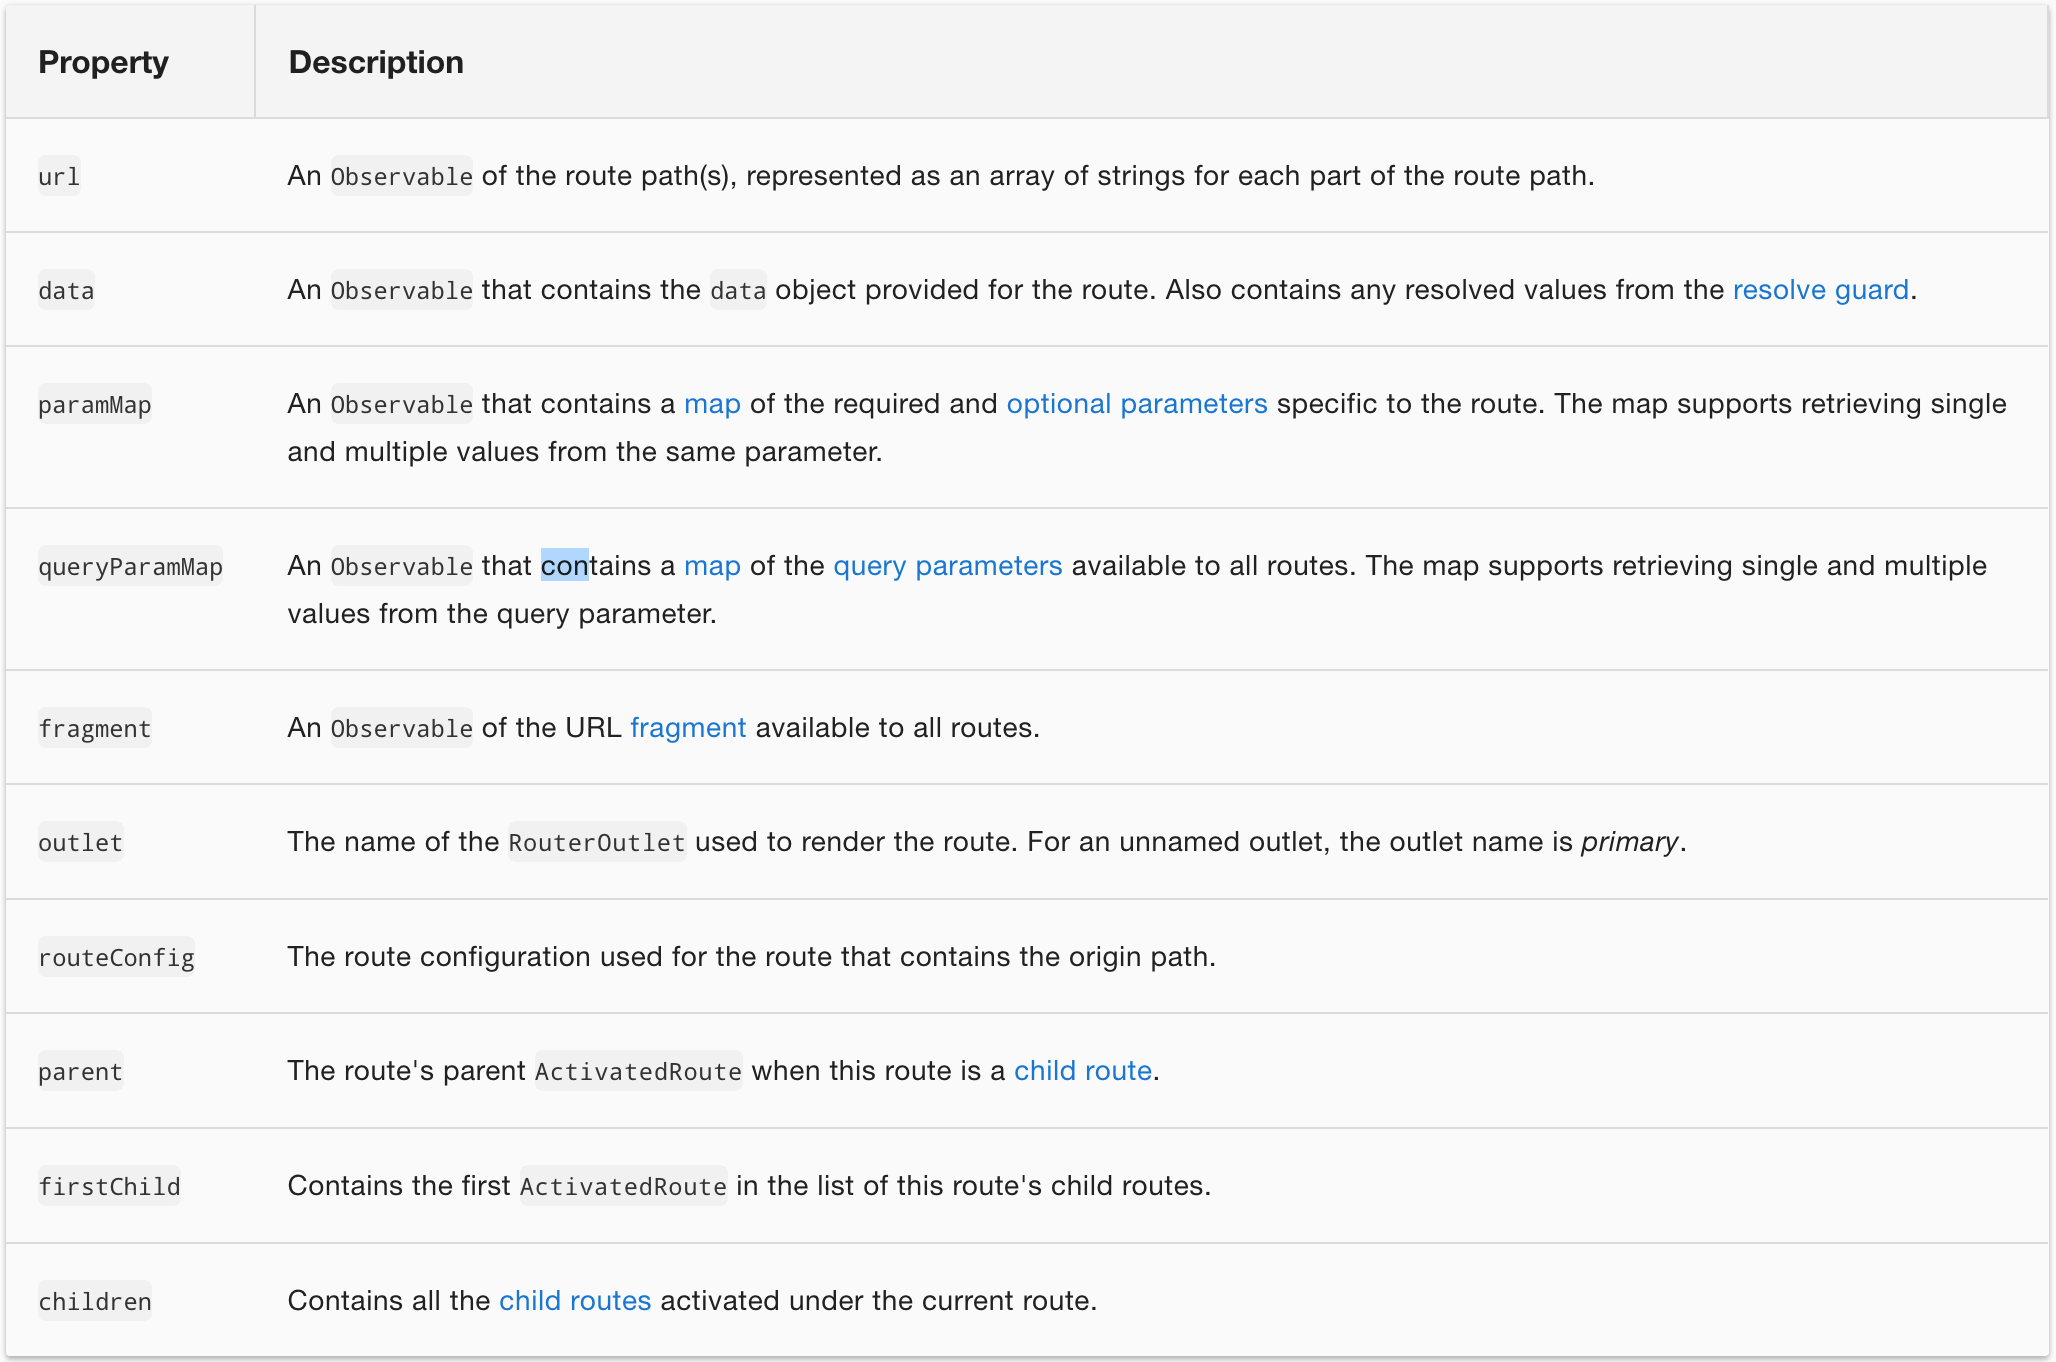 Property Description
url An Observable of the route path(s), represented as an array of strings for each part of the route path.
data An Observable that contains the data object provided for the route. Also contains any resolved values from the resolve guard.
paramMap An Observable that contains a map of the required and optional parameters specific to the route. The map supports retrieving single
and multiple values from the same parameter.
queryParamMap An Observable that contains a map of the query parameters available to all routes. The map supports retrieving single and multiple
values from the query parameter.
fragment An Observable of the URL fragment available to all routes.
outlet The name of the RouterOutlet used to render the route. For an unnamed outlet, the outlet name is primary.
routeConfig The route configuration used for the route that contains the origin path.
parent The route's parent ActivatedRoute when this route is a child route.
firstChild Contains the first ActivatedRoute in the list of this route's child routes.
children Contains all the child routes activated under the current route.